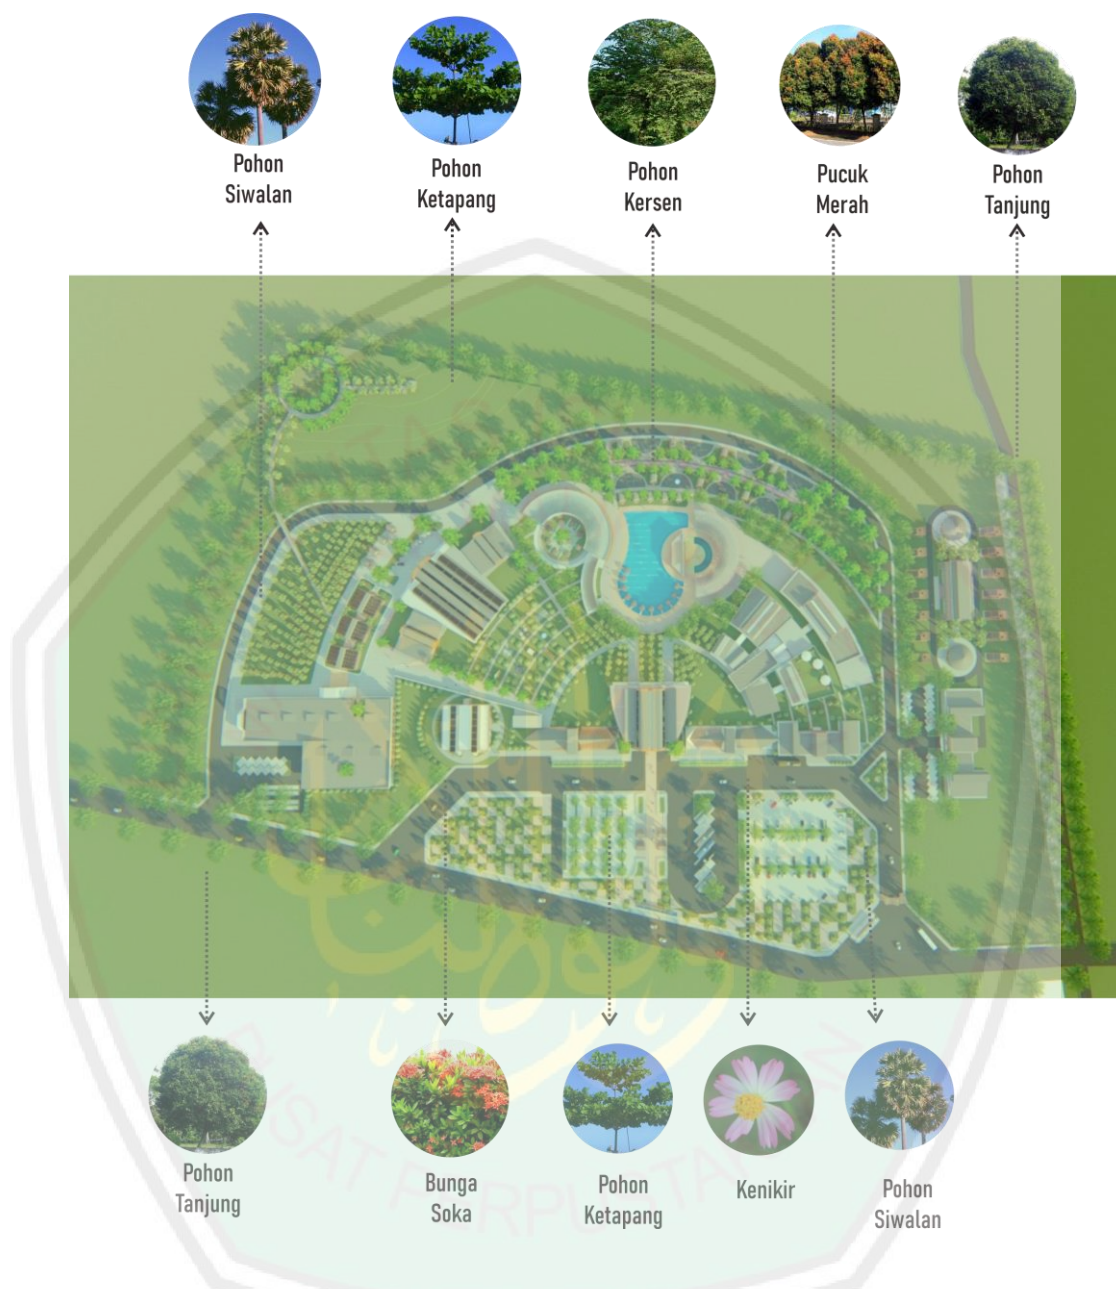 Pohon
Siwalan
Pohon
Ketapang
Pohon
Kersen
Pucuk
Merah
Pohon
Tanjung
Pohon
Tanjung
Bunga
Soka
Pohon
Ketapang
Kenikir
Pohon
Siwalan